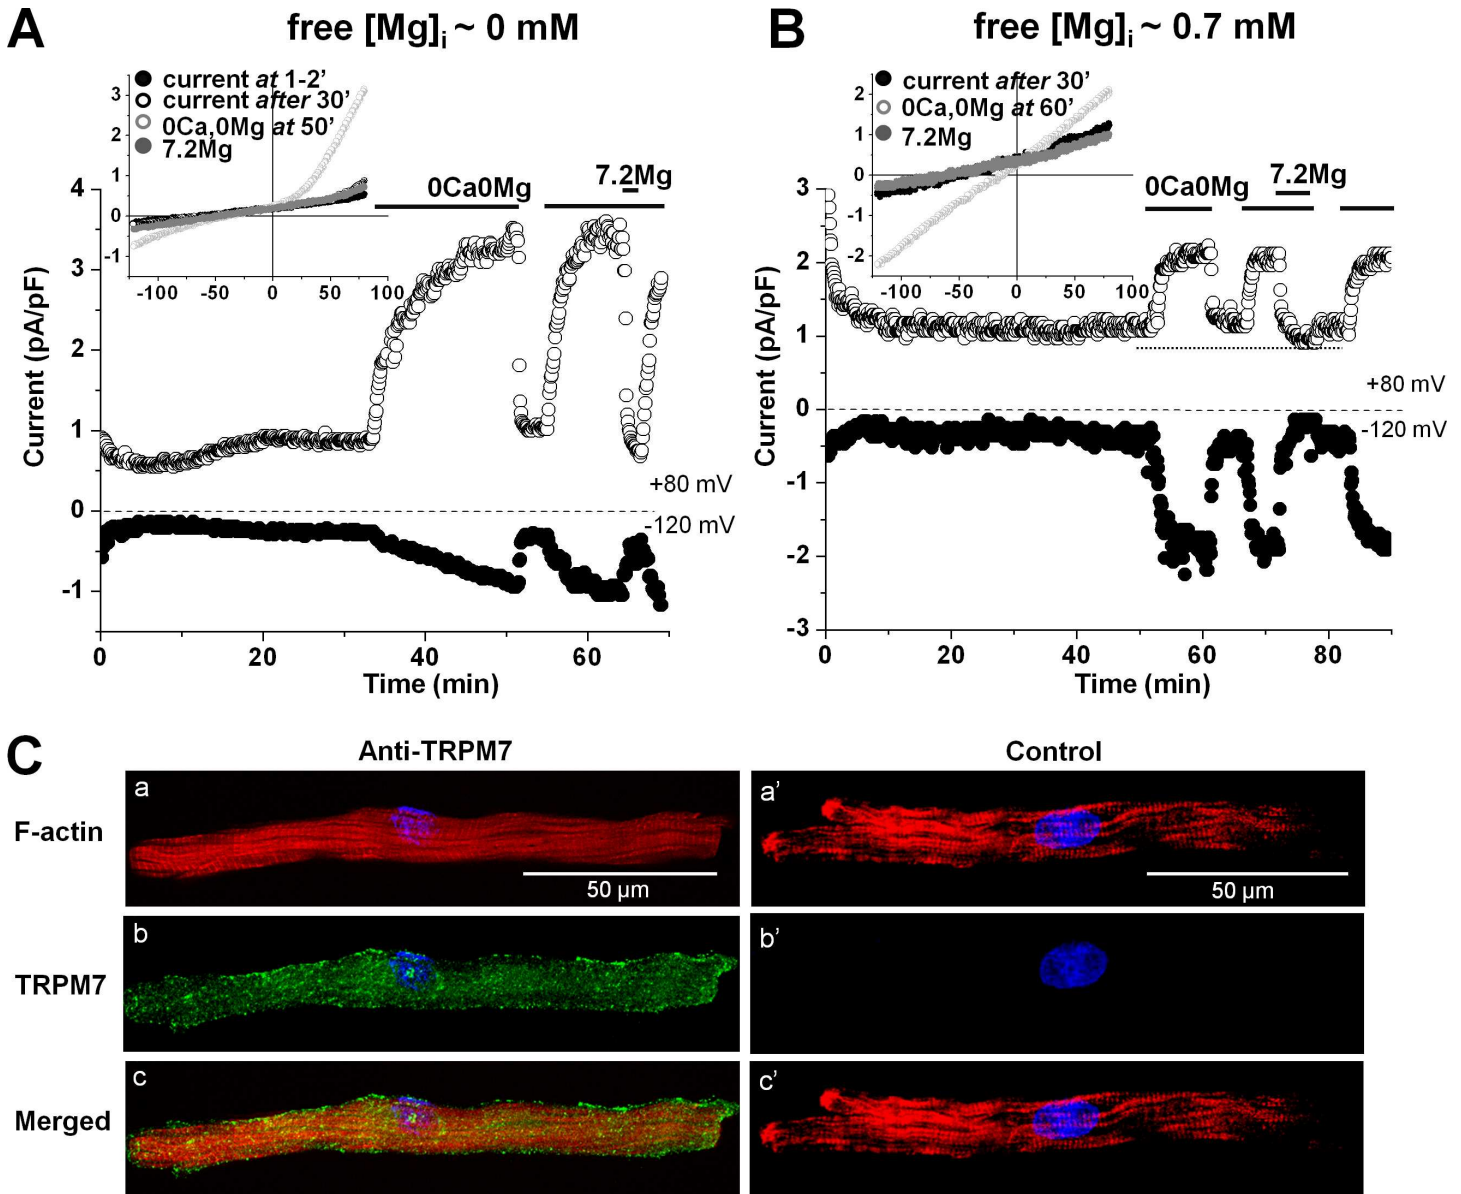 A
free [Mg]i ~ 0 mM
current at 1-2’
current after 30’
0Ca,0Mg at 50’
7.2Mg
3
2
1
0
-1
-100
-50
0
50
100
0Ca0Mg
7.2Mg
4
3
2
1
0
-1
Current (pA/pF)
+80 mV
-120 mV
0
20
40
60
Time (min)
B
free [Mg]i ~ 0.7 mM
current after 30’
0Ca,0Mg at 60’
7.2Mg
2
1
0
-1
-2
-100
-50
0
50
100
0Ca0Mg
7.2Mg
3
2
1
0
-1
-2
-3
Current (pA/pF)
+80 mV
-120 mV
0
20
40
60
80
Time (min)
C
Anti-TRPM7
Control
F-actin
a
50 µm
a’
50 µm
TRPM7
b
b’
Merged
c
c’